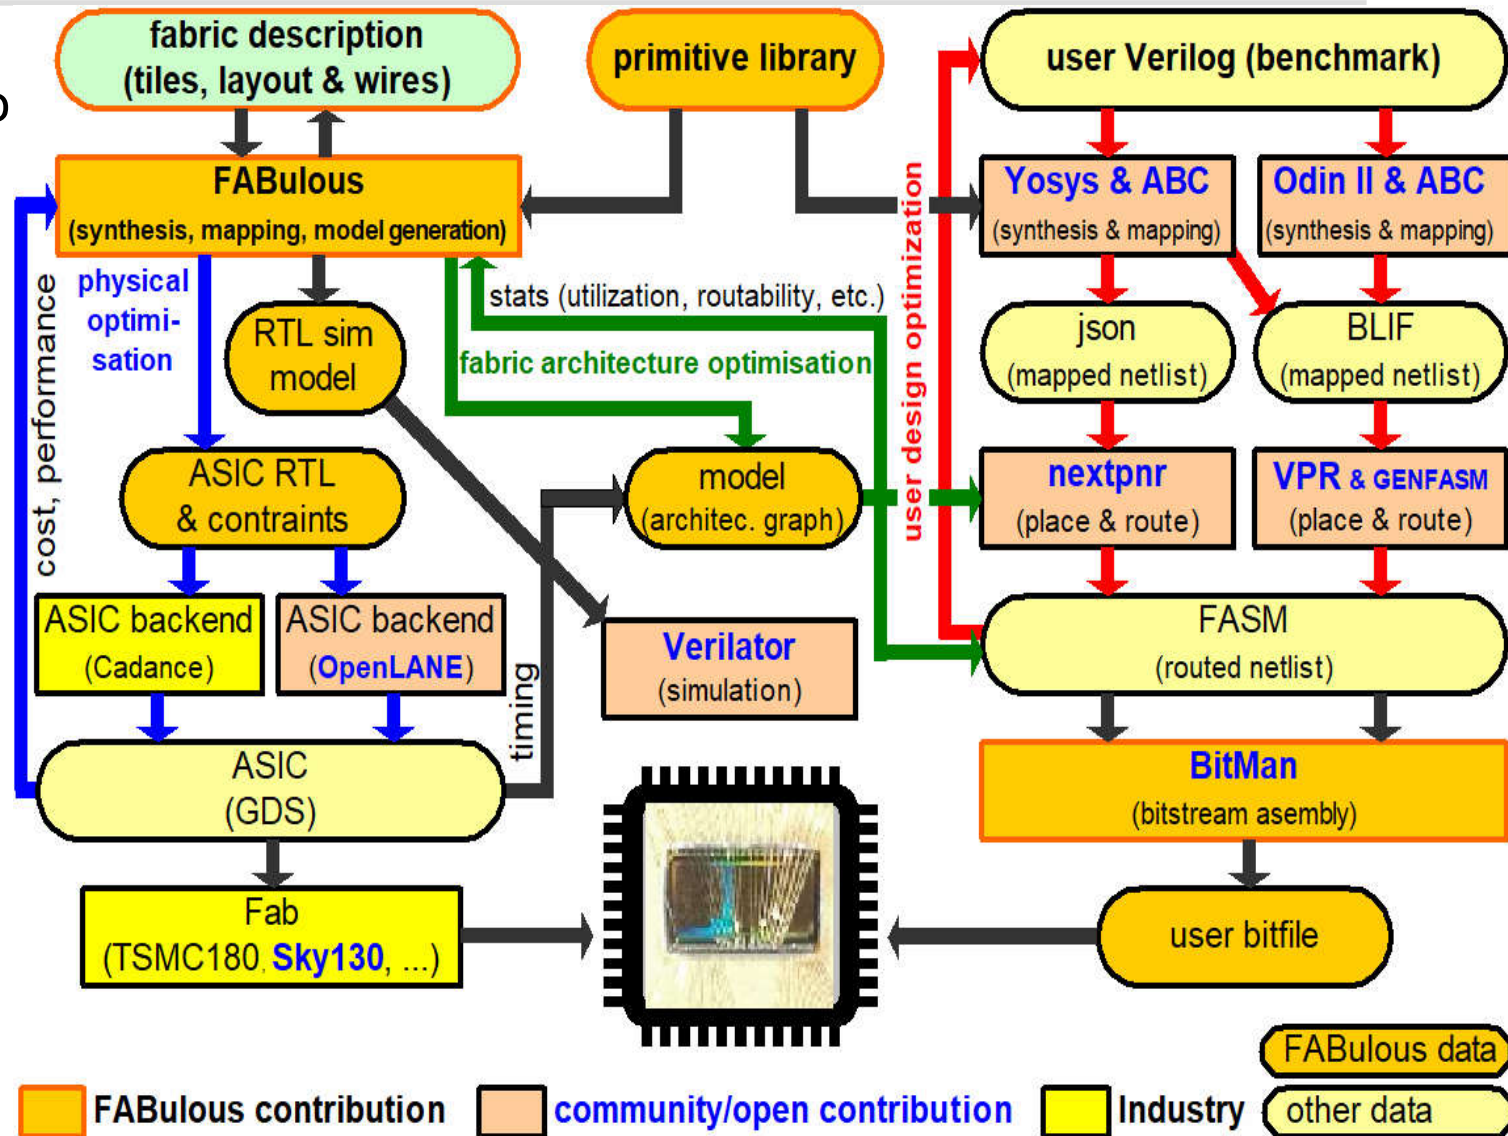 fabric description
(tiles, layout & wires)
primitive library
user Verilog (benchmark)
FABulous
(synthesis, mapping, model generation)
Yosys & ABC
(synthesis & mapping)
Odin II & ABC
(synthesis & mapping)
physical
optimi-
sation
cost, performance
RTL sim
model
stats (utilization, routability, etc.)
fabric architecture optimisation
user design optimization
json
(mapped netlist)
BLIF
(mapped netlist)
ASIC RTL
& contraints
model
(architec. graph)
nextpnr
(place & route)
VPR & GENFASM
(place & route)
ASIC backend
(Cadance)
ASIC backend
(OpenLANE)
timing
Verilator
(simulation)
FASM
(routed netlist)
ASIC
(GDS)
BitMan
(bitstream asembly)
Fab
(TSMC180, Sky130, ...)
user bitfile
FABulous data
FABulous contribution
community/open contribution
Industry
other data